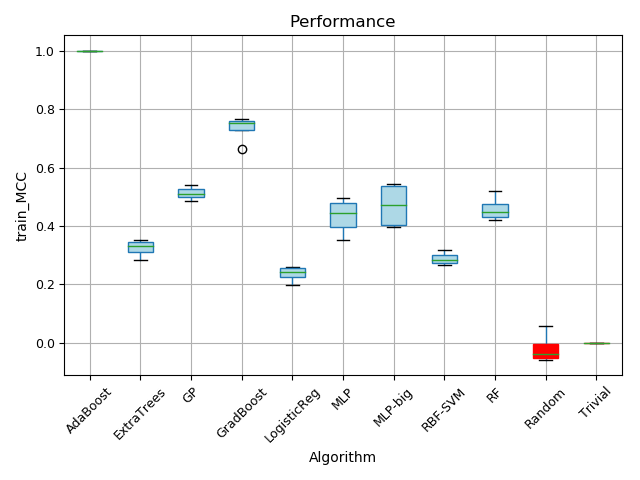 Performance
train_MCC
1.0
0.8
0.6
0.4
0.2
0.0
AdaBoost
ExtraTrees
GP
GradBoost
LogisticReg
MLP
MLP-big
RBF-SVM
RF
Random
Trivial
Algorithm